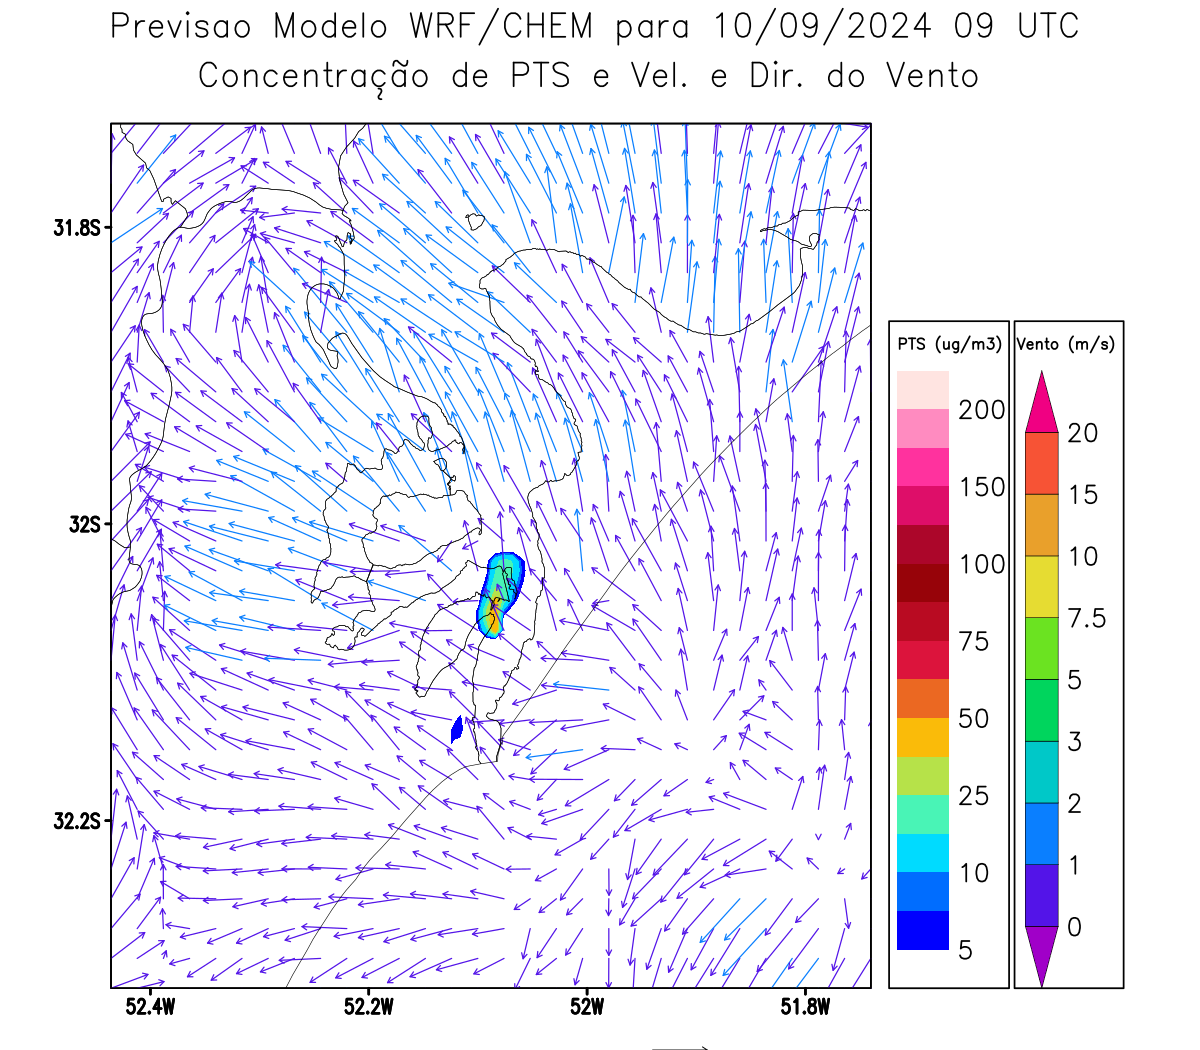 Previsao Modelo WRF/CHEM para 10/09/2024 09 UTC
Concentração de PTS e Vel. e Dir. do Vento
31.8S
32S
32.2S
52.4W 52.2W 52W 51.8W
PTS (ug/m3)
200
150
100
75
50
25
10
5
Vento (m/s)
20
15
10
7.5
5
3
2
1
0